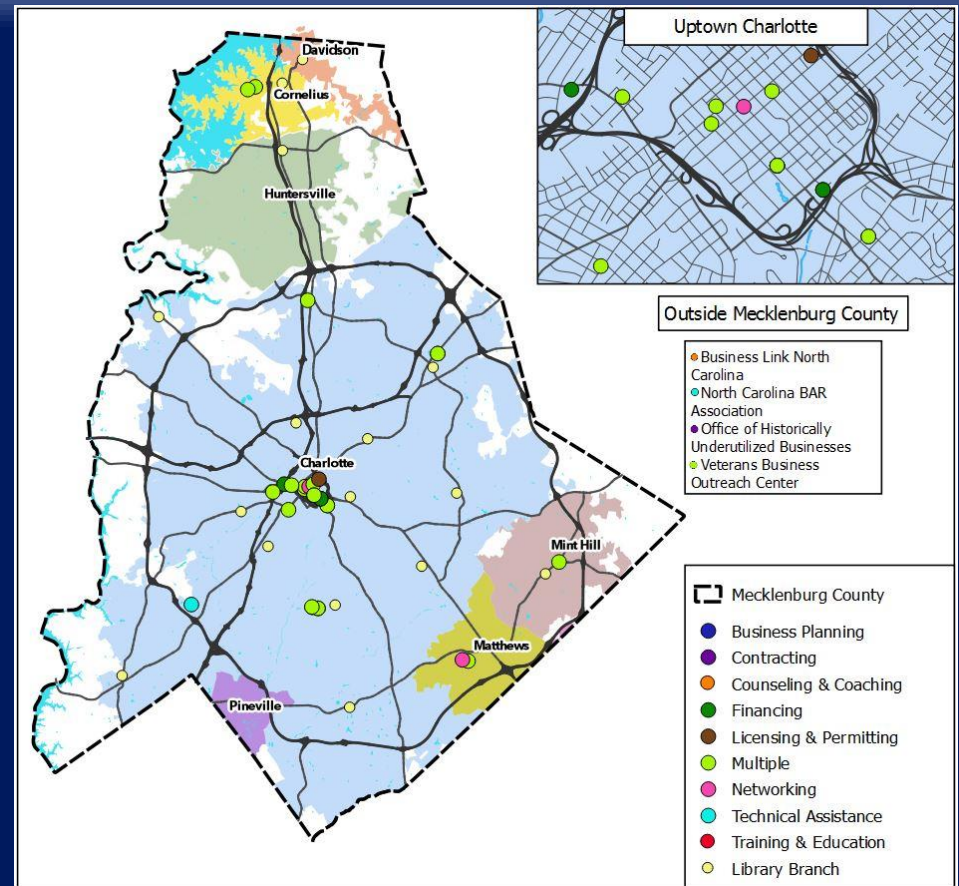 Uptown Charlotte
Davidson
Cornelius
Huntersville
Charlotte
Mint Hill
Matthews
Pineville
Outside Mecklenburg County
Business Link North
Carolina
North Carolina BAR
Association
Office of Historically
Underutilized Businesses
Veterans Business
Outreach Center
Mecklenburg County
Business Planning
Contracting
Counseling & Coaching
Financing
Licensing & Permitting
Multiple
Networking
Technical Assistance
Training & Education
Library Branch